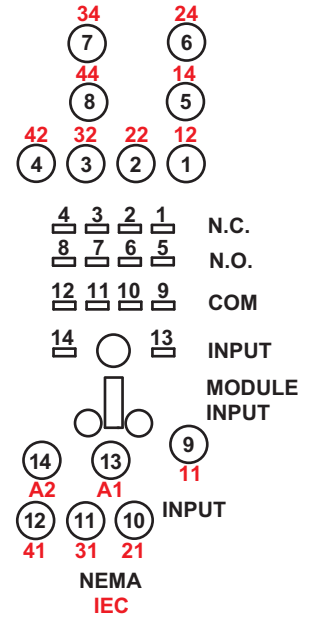 34 24
7 6
44 14
8 5
42 32 22 12
4 3 2 1
4 3 2 1 N.C.
8 7 6 5 N.O.
12 11 10 9 COM
14 13 INPUT
MODULE
INPUT
9
11
14 13
A2 A1
INPUT
12 11 10
41 31 21
NEMA
IEC